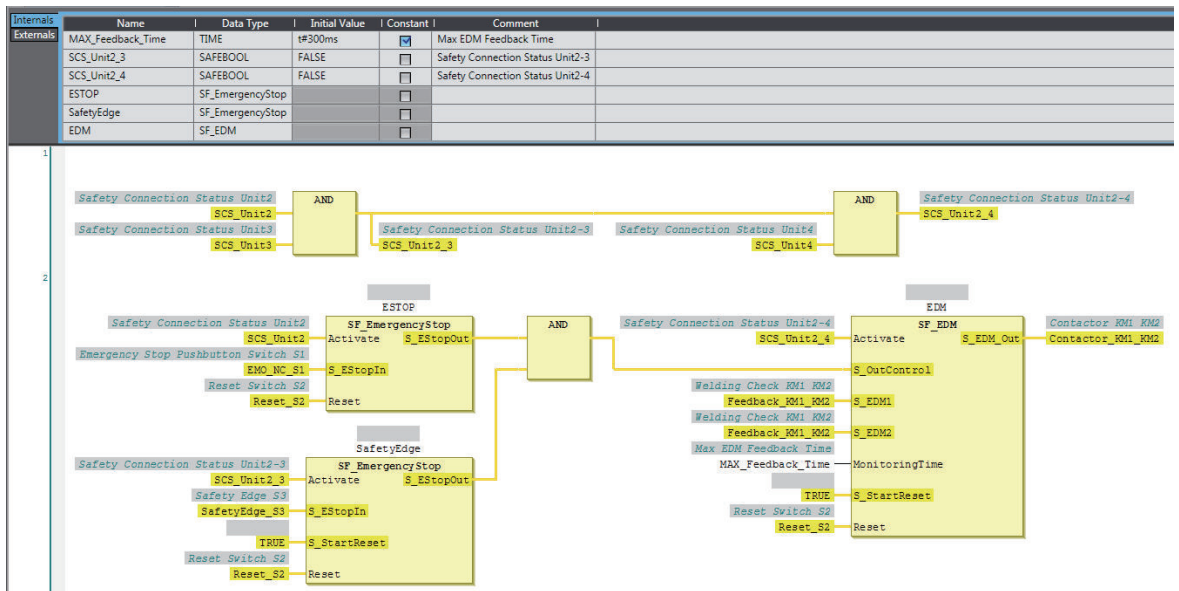 Internals
Externals
Name Data Type Initial Value Constant Comment
MAX_Feedback_Time TIME t#300ms Max EDM Feedback Time
SCS_Unit2_3 SAFEBOOL FALSE Safety Connection Status Unit2-3
SCS_Unit2_4 SAFEBOOL FALSE Safety Connection Status Unit2-4
ESTOP SF_EmergencyStop
SafetyEdge SF_EmergencyStop
EDM SF_EDM
1
Safety Connection Status Unit2
SCS_Unit2
Safety Connection Status Unit3
SCS_Unit3
AND
Safety Connection Status Unit2-3
SCS_Unit2_3
Safety Connection Status Unit4
SCS_Unit4
AND
Safety Connection Status Unit2-4
SCS_Unit2_4
2
ESTOP
SF_EmergencyStop
Safety Connection Status Unit2
SCS_Unit2 Activate S_EStopOut
Emergency Stop Pushbutton Switch S1
EMO_NC_S1 S_EStopIn
Reset Switch S2
Reset_S2 Reset
SafetyEdge
SF_EmergencyStop
Safety Connection Status Unit2-3
SCS_Unit2_3 Activate S_EStopOut
Safety Edge S3
SafetyEdge_S3 S_EStopIn
TRUE S_StartReset
Reset Switch S2
Reset_S2 Reset
AND
EDM
SF_EDM
Safety Connection Status Unit2-4
SCS_Unit2_4 Activate S_EDM_Out
Contactor KM1 KM2
Contactor_KM1_KM2
S_OutControl
Welding Check KM1 KM2
Feedback_KM1_KM2 S_EDM1
Welding Check KM1 KM2
Feedback_KM1_KM2 S_EDM2
Max EDM Feedback Time
MAX_Feedback_Time MonitoringTime
TRUE S_StartReset
Reset Switch S2
Reset_S2 Reset